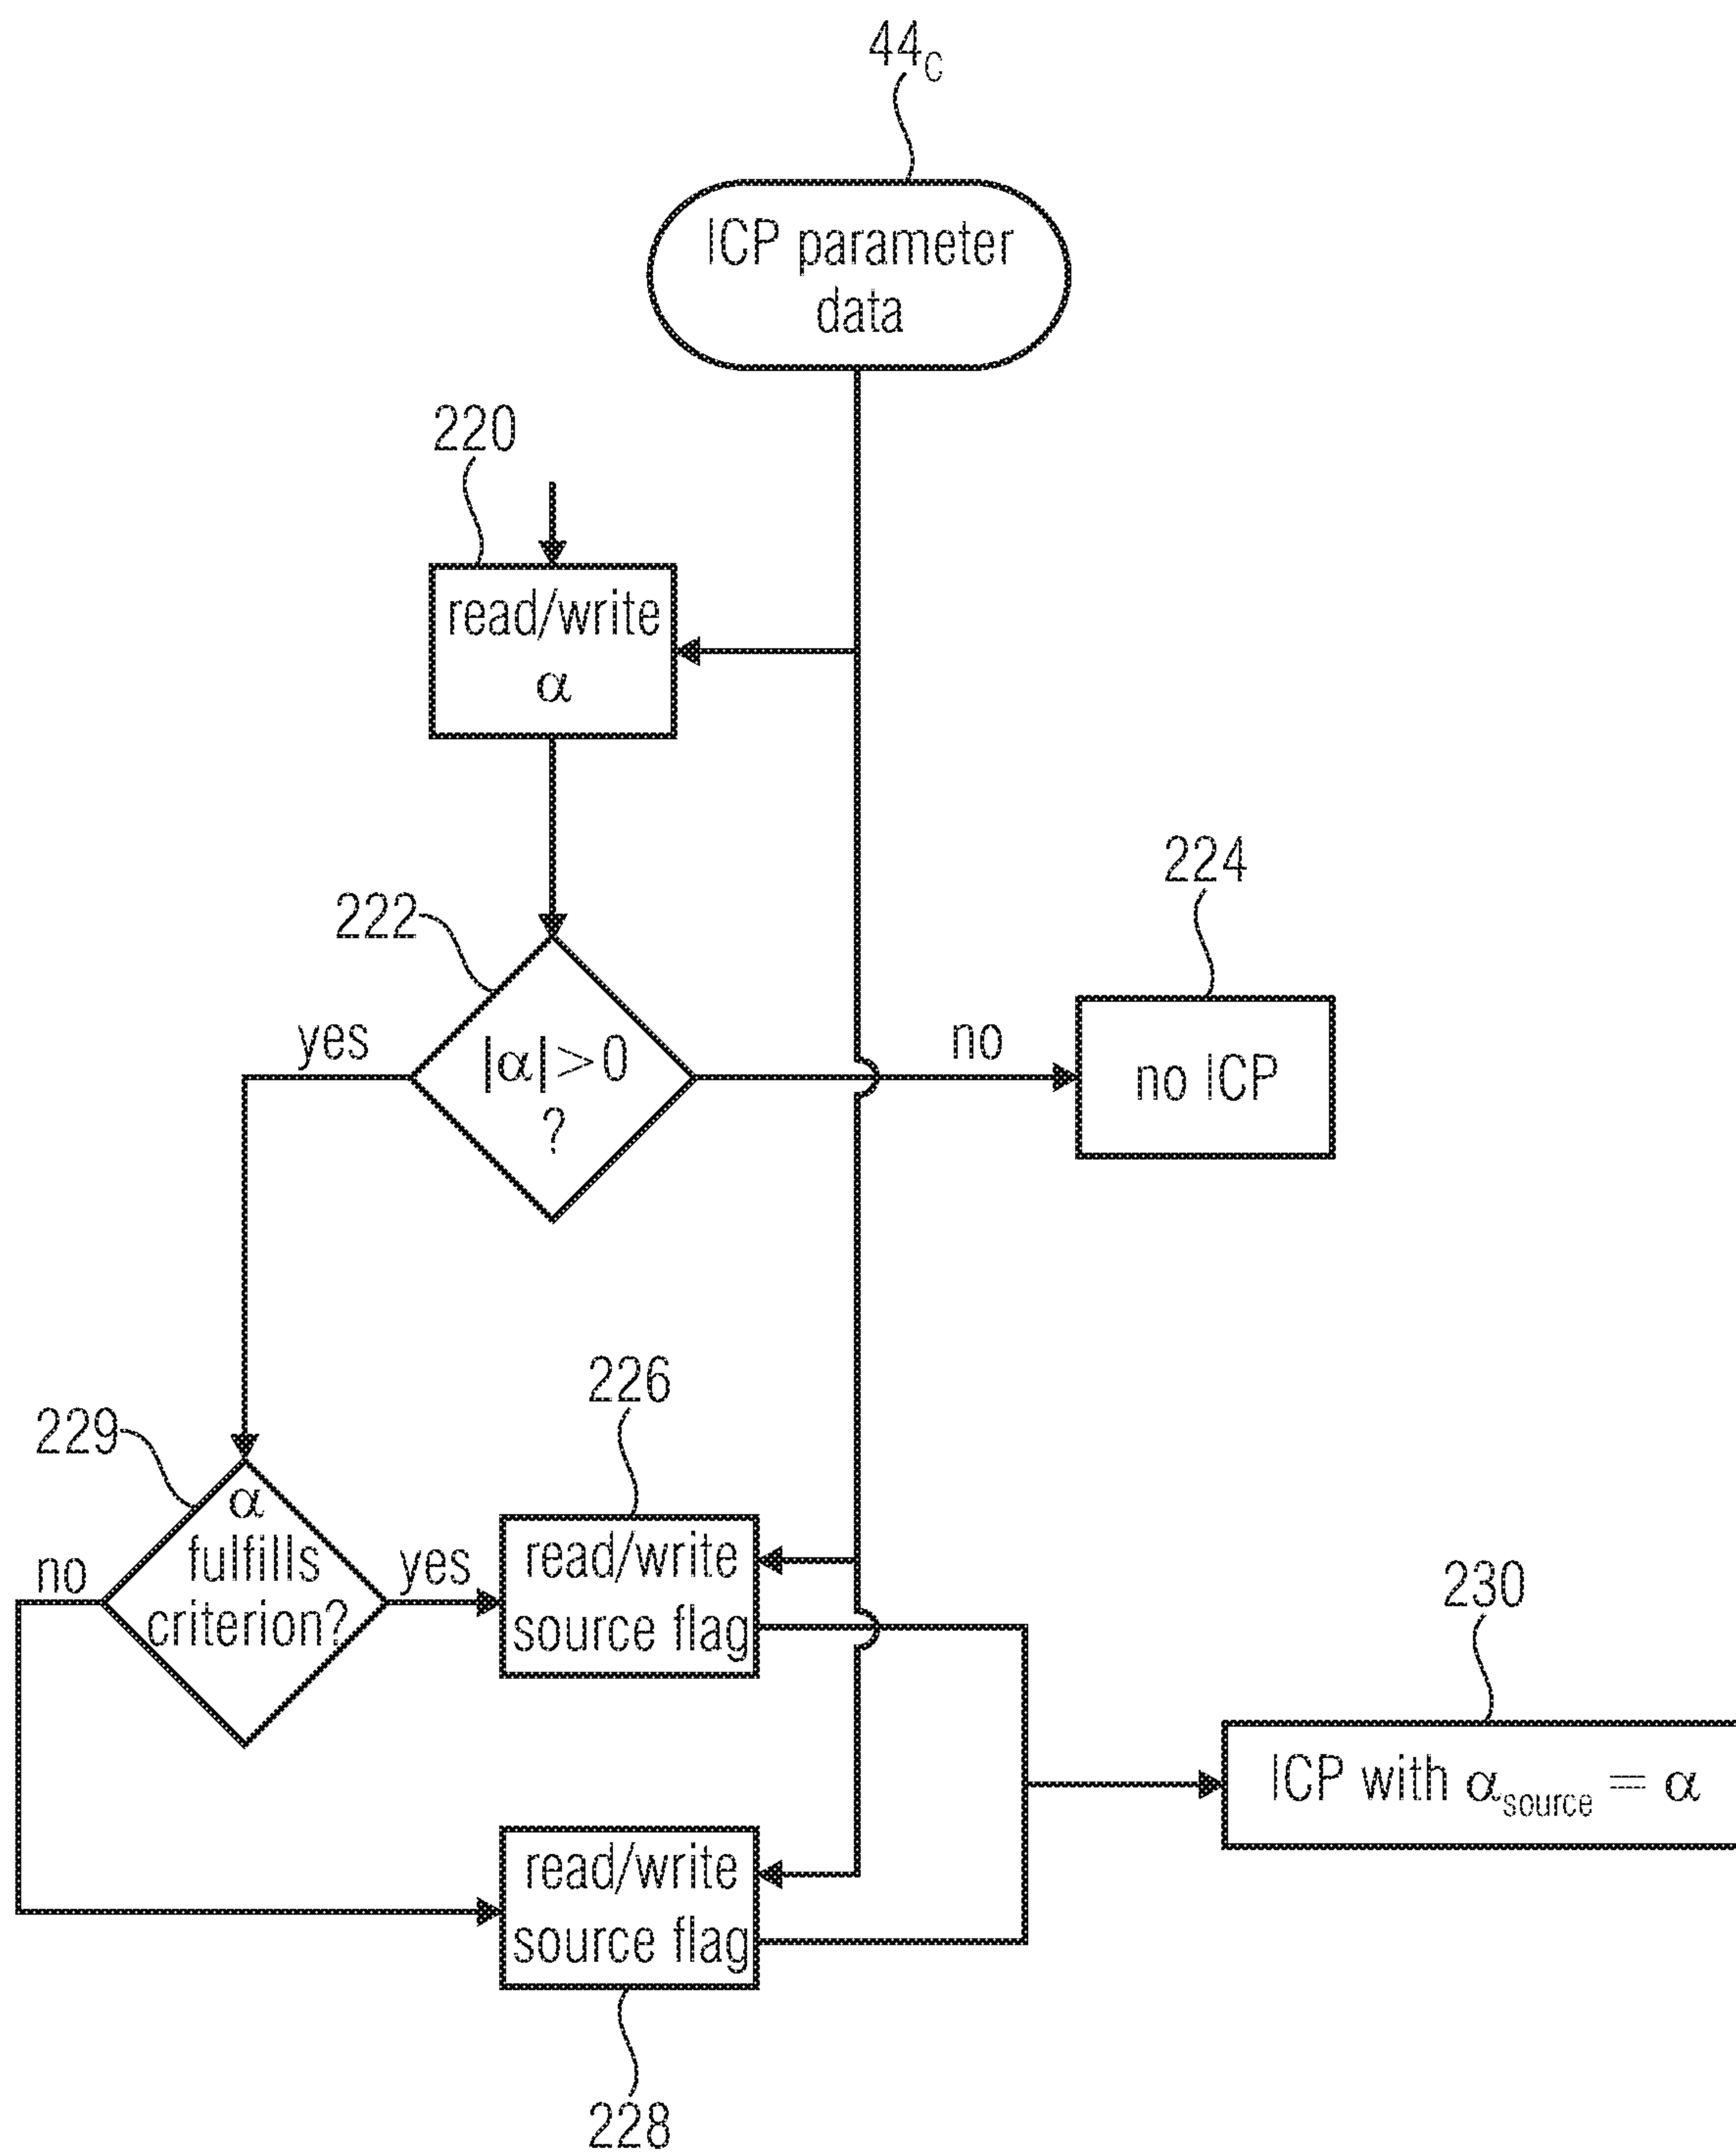 44c
ICP parameter
data
220
read/write
α
222
|α|>0
?
yes
no
224
no ICP
229
α
fulfills
criterion?
no
yes
226
read/write
source flag
230
ICP with αsource = α
read/write
source flag
228